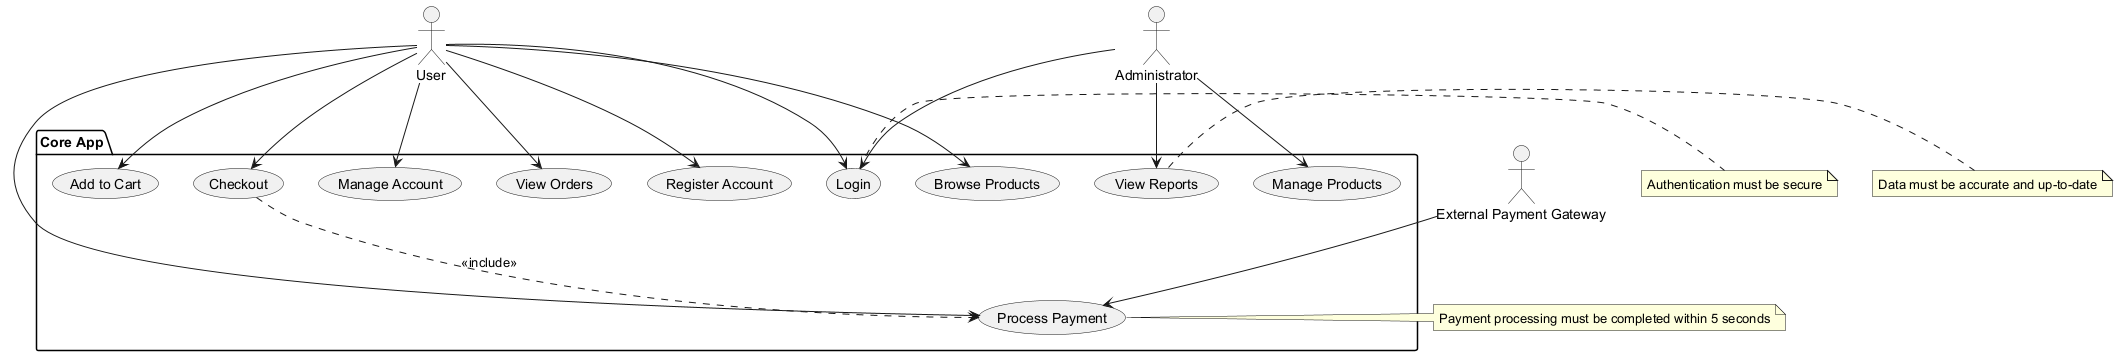 User
Administrator
Core App
Add to Cart
Checkout
Manage Account
View Orders
Register Account
Login
Browse Products
View Reports
Manage Products
Authentication must be secure
Data must be accurate and up-to-date
External Payment Gateway
«include»
Process Payment
Payment processing must be completed within 5 seconds